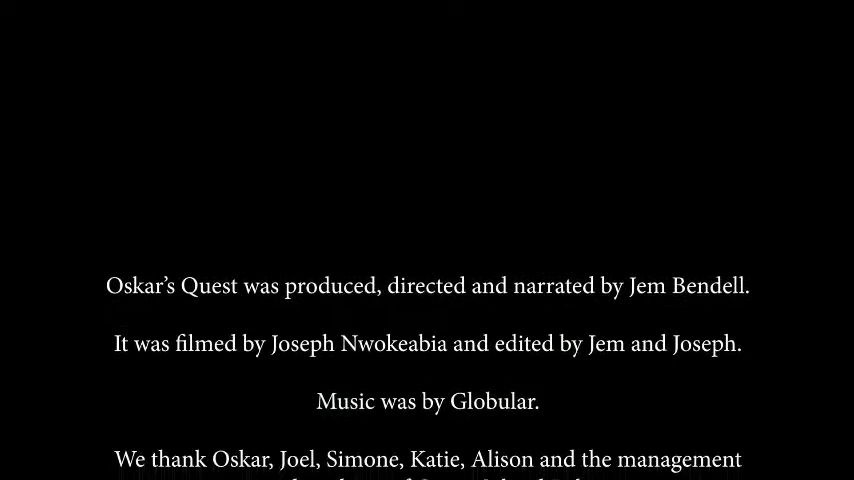 Oskar’s Quest was produced, directed and narrated by Jem Bendell.
It was filmed by Joseph Nwokeabia and edited by Jem and Joseph.
Music was by Globular.
We thank Oskar, Joel, Simone, Katie, Alison and the management